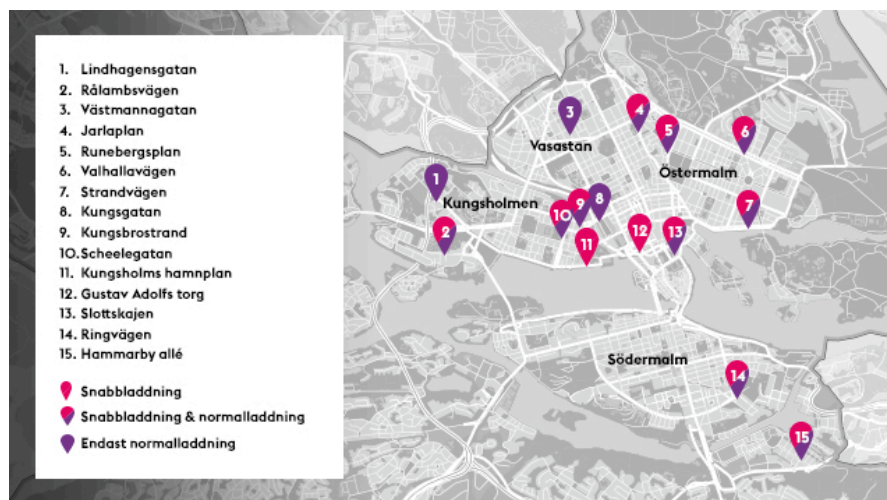 1. Lindhagensgatan
2. Rålambsvägen
3. Västmannagatan
4. Jarlaplan
5. Runebergsplan
6. Valhallavägen
7. Strandvägen
8. Kungsgatan
9. Kungsbrostrand
10. Scheelegatan
11. Kungsholms hamnplan
12. Gustav Adolfs torg
13. Slottskajen
14. Ringvägen
15. Hammarby allé
Snabbladdning
Snabbladdning & normalladdning
Endast normalladdning
3
4
5
6
Vasastan
Östermalm
1
Kungsholmen
9
8
7
10
2
11
12
13
Södermalm
14
15